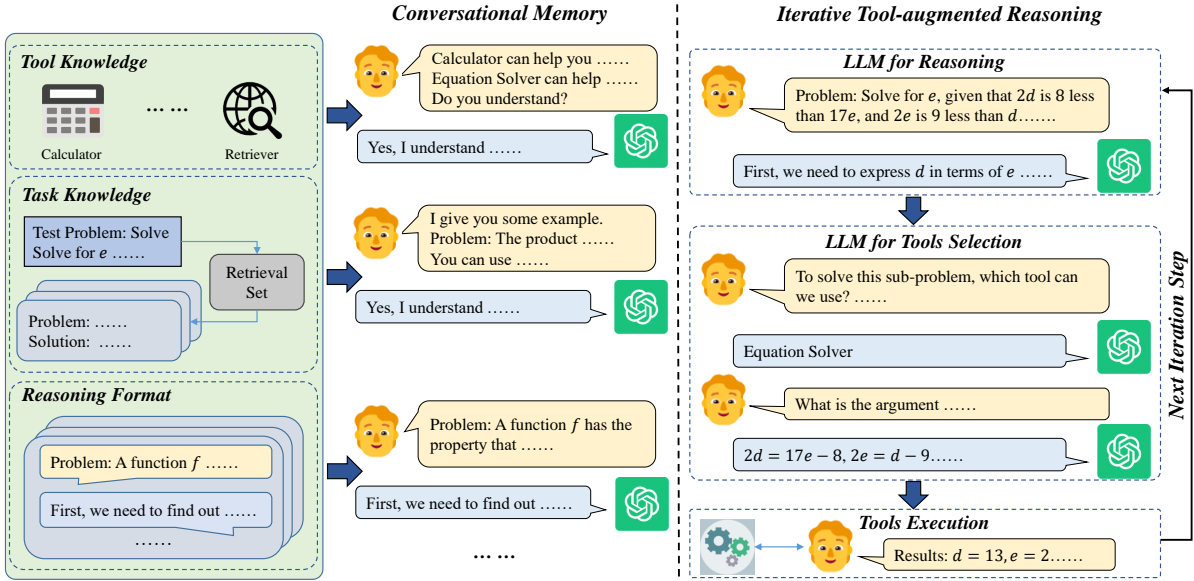 Conversational Memory
Iterative Tool-augmented Reasoning
Tool Knowledge
... ...
Calculator
Retriever
Task Knowledge
Test Problem: Solve
Solve for e ......
Retrieval
Set
Problem: ......
Solution: ......
Reasoning Format
Problem: A function f ......
First, we need to find out ......
......
Calculator can help you ......
Equation Solver can help ......
Do you understand?
Yes, I understand ......
I give you some example.
Problem: The product ......
You can use ......
Yes, I understand ......
Problem: A function f has the
property that ......
First, we need to find out ......
... ...
LLM for Reasoning
Problem: Solve for e, given that 2d is 8 less
than 17e, and 2e is 9 less than d.......
First, we need to express d in terms of e ......
LLM for Tools Selection
To solve this sub-problem, which tool can
we use? ......
Equation Solver
What is the argument ......
2d = 17e − 8, 2e = d − 9......
Tools Execution
Results: d = 13, e = 2......
Next Iteration Step